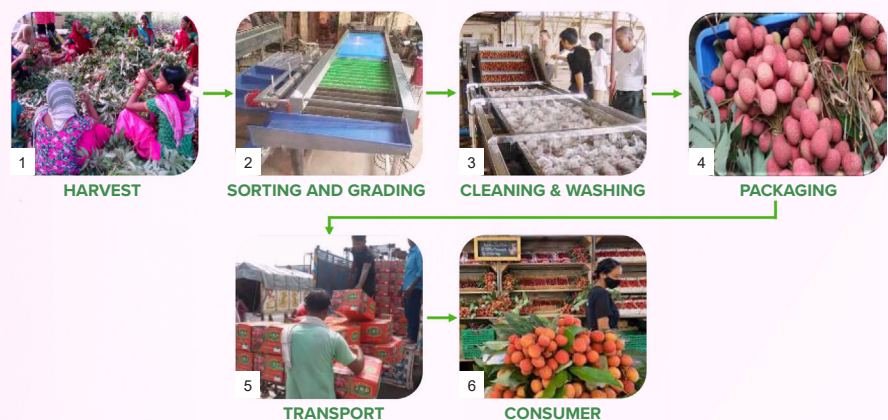 1
HARVEST
2
SORTING AND GRADING
3
CLEANING & WASHING
4
PACKAGING
5
TRANSPORT
6
CONSUMER